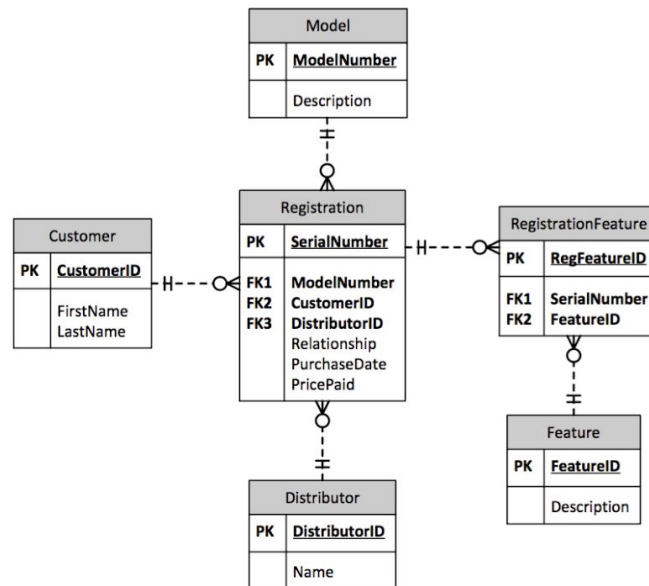 Model
PK ModelNumber
Description
Registration
PK SerialNumber
FK1 ModelNumber
FK2 CustomerID
FK3 DistributorID
Relationship
PurchaseDate
PricePaid
Customer
PK CustomerID
FirstName
LastName
RegistrationFeature
PK RegFeatureID
FK1 SerialNumber
FK2 FeatureID
Feature
PK FeatureID
Description
Distributor
PK DistributorID
Name